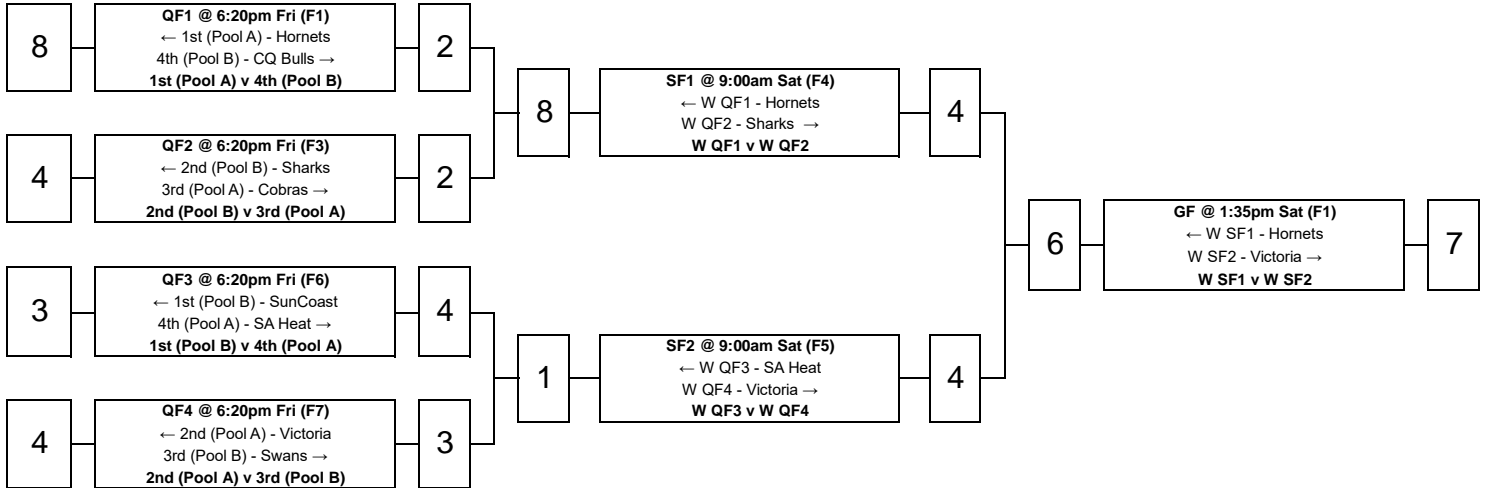 8
QF1 @ 6:20pm Fri (F1)
← 1st (Pool A) - Hornets
4th (Pool B) - CQ Bulls →
1st (Pool A) v 4th (Pool B)
2
4
QF2 @ 6:20pm Fri (F3)
← 2nd (Pool B) - Sharks
3rd (Pool A) - Cobras →
2nd (Pool B) v 3rd (Pool A)
2
3
QF3 @ 6:20pm Fri (F6)
← 1st (Pool B) - SunCoast
4th (Pool A) - SA Heat →
1st (Pool B) v 4th (Pool A)
4
4
QF4 @ 6:20pm Fri (F7)
← 2nd (Pool A) - Victoria
3rd (Pool B) - Swans →
2nd (Pool A) v 3rd (Pool B)
3
8
SF1 @ 9:00am Sat (F4)
← W QF1 - Hornets
W QF2 - Sharks →
W QF1 v W QF2
4
1
SF2 @ 9:00am Sat (F5)
← W QF3 - SA Heat
W QF4 - Victoria →
W QF3 v W QF4
4
6
GF @ 1:35pm Sat (F1)
← W SF1 - Hornets
W SF2 - Victoria →
W SF1 v W SF2
7